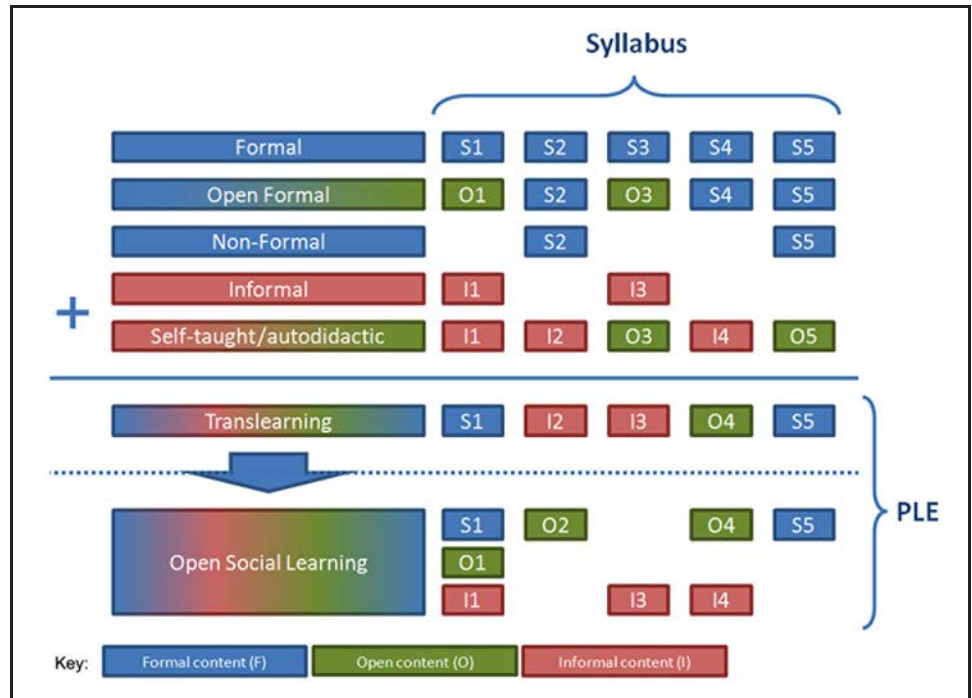 Syllabus
Formal S1 S2 S3 S4 S5
Open Formal O1 S2 O3 S4 S5
Non-Formal S2 S5
Informal I1 I3
+
Self-taught/autodidactic I1 I2 O3 I4 O5
Translearning S1 I2 I3 O4 S5
PLE
S1 O2 O4 S5
Open Social Learning O1
I1 I3 I4
Key: Formal content (F) Open content (O) Informal content (I)